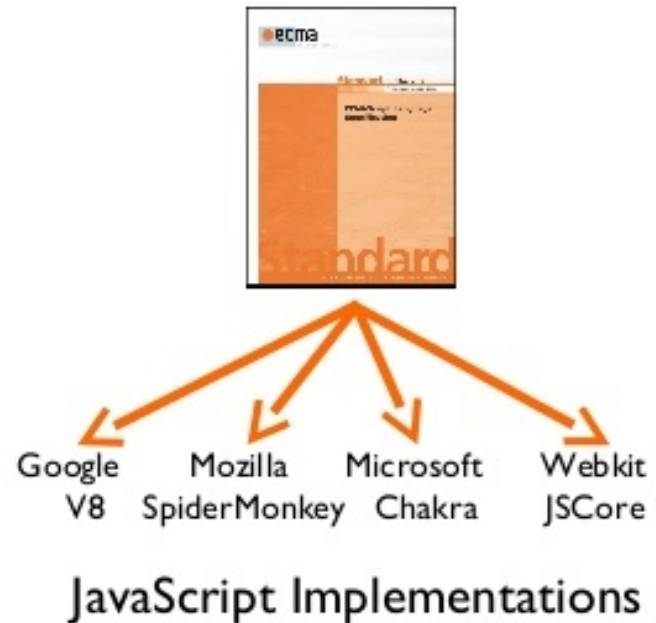 ecma
Standard
Google Mozilla Microsoft Webkit
V8 SpiderMonkey Chakra JSCore
JavaScript Implementations